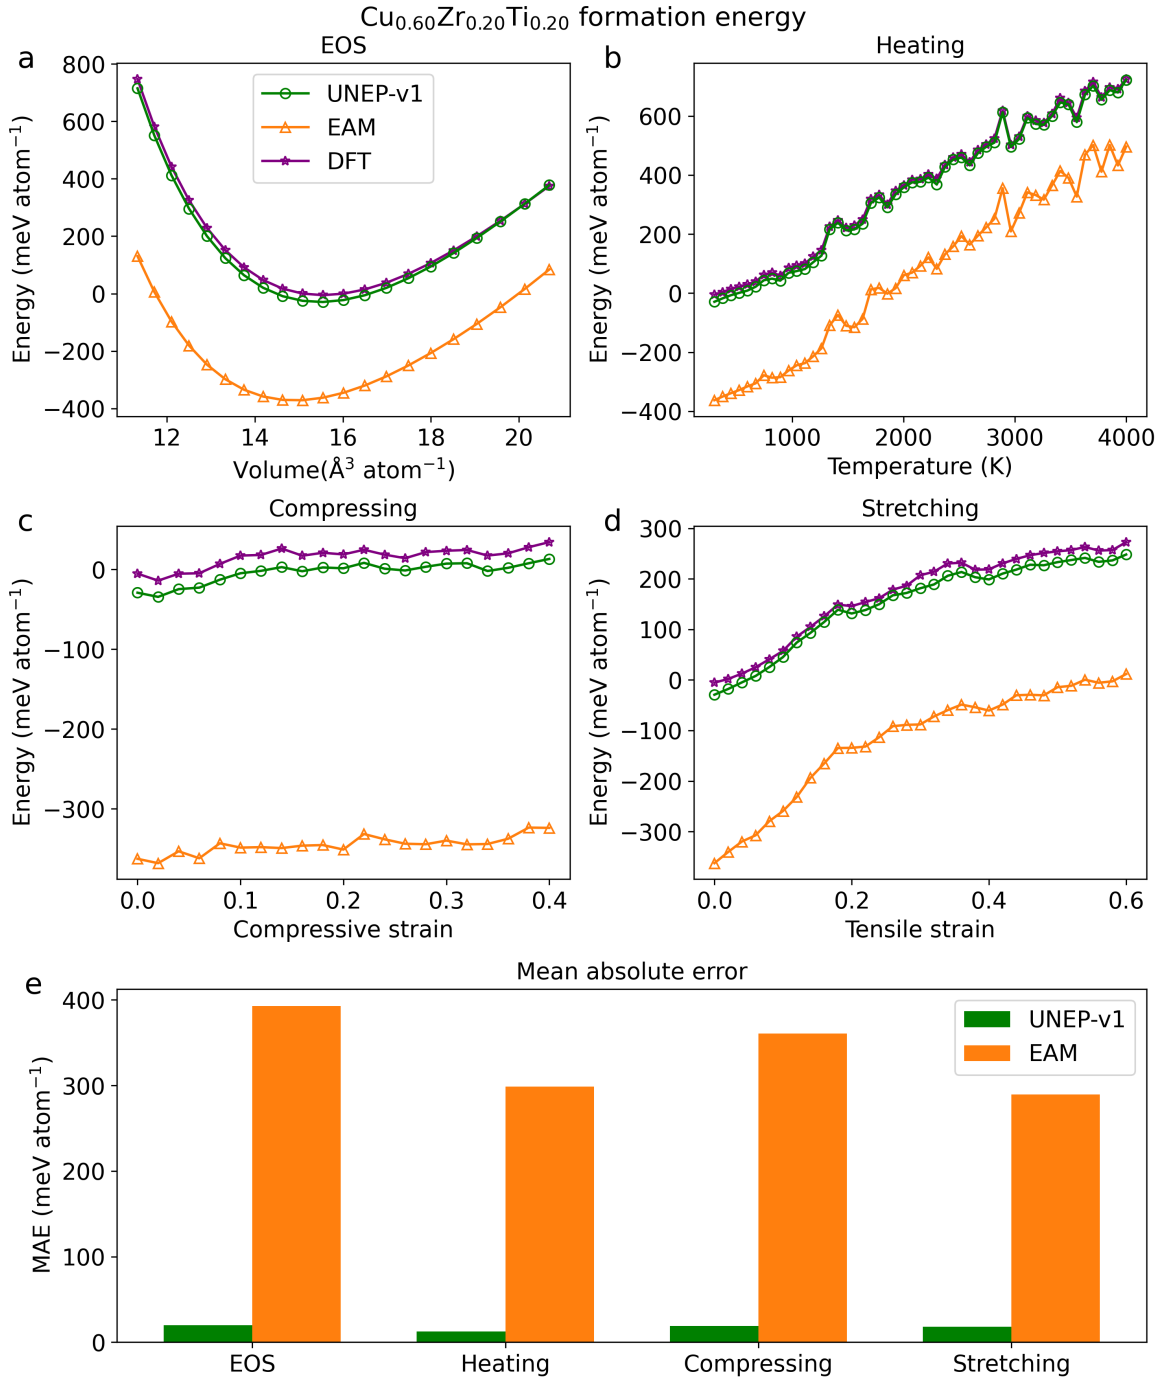 Cu₀.₆₀Zr₀.₂₀Ti₀.₂₀ formation energy
a
EOS
800
600
400
200
0
−200
−400
Energy (meV atom⁻¹)
UNEP-v1
EAM
DFT
12 14 16 18 20
Volume(Å³ atom⁻¹)
b
Heating
600
400
200
0
−200
−400
Energy (meV atom⁻¹)
1000 2000 3000 4000
Temperature (K)
c
Compressing
0
−100
−200
−300
Energy (meV atom⁻¹)
0.0 0.1 0.2 0.3 0.4
Compressive strain
d
Stretching
300
200
100
0
−100
−200
−300
Energy (meV atom⁻¹)
0.0 0.2 0.4 0.6
Tensile strain
e
Mean absolute error
400
300
200
100
0
MAE (meV atom⁻¹)
UNEP-v1
EAM
EOS Heating Compressing Stretching